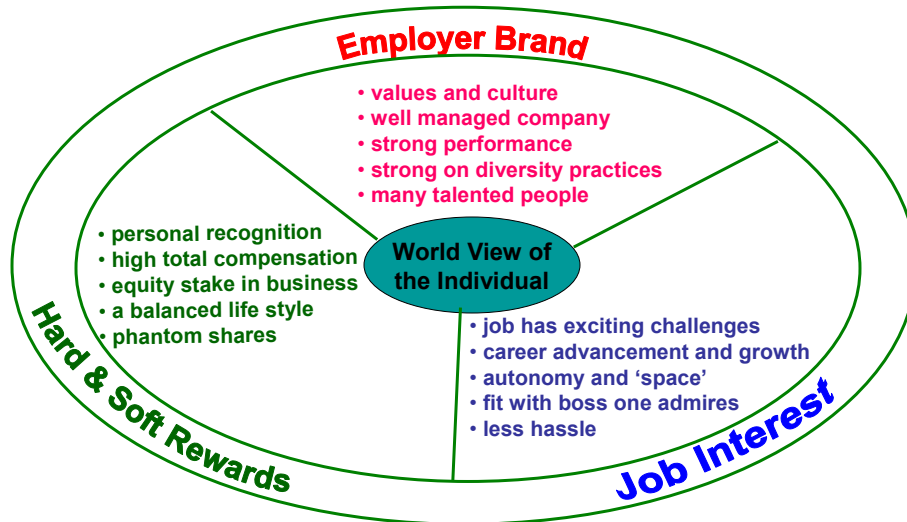 Employer Brand
• values and culture
• well managed company
• strong performance
• strong on diversity practices
• many talented people
• personal recognition
• high total compensation
• equity stake in business
• a balanced life style
• phantom shares
World View of
the Individual
• job has exciting challenges
• career advancement and growth
• autonomy and ‘space’
• fit with boss one admires
• less hassle
Hard & Soft Rewards
Job Interest